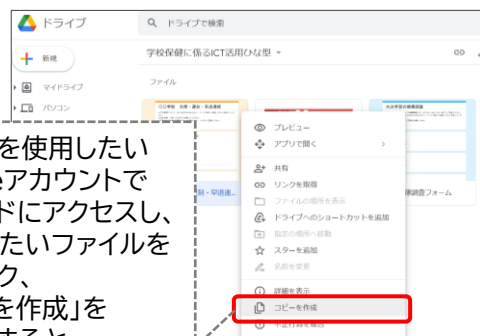 ドライブ
ドライブで検索
新規
学校保健に係るICT活用ひな型
マイドライブ
ファイル
パソコン
を使用したい
eアカウントで
ドにアクセスし、
たいファイルを
ク、
を作成」を
すると
プレビュー
アプリで開く
共有
リンクを取得
ファイルの場所を表示
ドライブへのショートカットを追加
指定の場所へ移動
スターを追加
名前を変更
詳細を表示
コピーを作成
不正行為を報告
調査フォーム